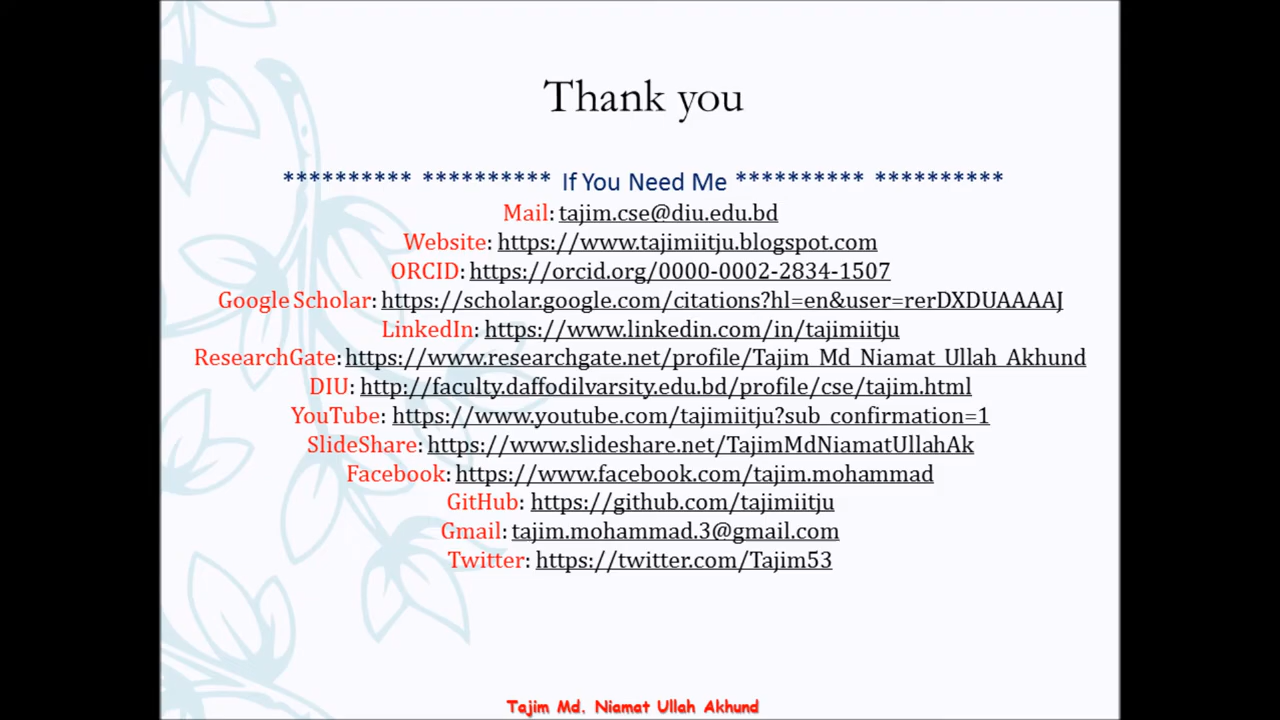 Thank you
********** ********** If You Need Me ********** **********
Mail: tajim.cse@diu.edu.bd
Website: https://www.tajimiitju.blogspot.com
ORCID: https://orcid.org/0000-0002-2834-1507
Google Scholar: https://scholar.google.com/citations?hl=en&user=rerDXDUAAAAJ
LinkedIn: https://www.linkedin.com/in/tajimiitju
ResearchGate: https://www.researchgate.net/profile/Tajim_Md_Niamat_Ullah_Akhund
DIU: http://faculty.daffodilvarsity.edu.bd/profile/cse/tajim.html
YouTube: https://www.youtube.com/tajimiitju?sub_confirmation=1
SlideShare: https://www.slideshare.net/TajimMdNiamatUllahAk
Facebook: https://www.facebook.com/tajim.mohammad
GitHub: https://github.com/tajimiitju
Gmail: tajim.mohammad.3@gmail.com
Twitter: https://twitter.com/Tajim53
Tajim Md. Niamat Ullah Akhund